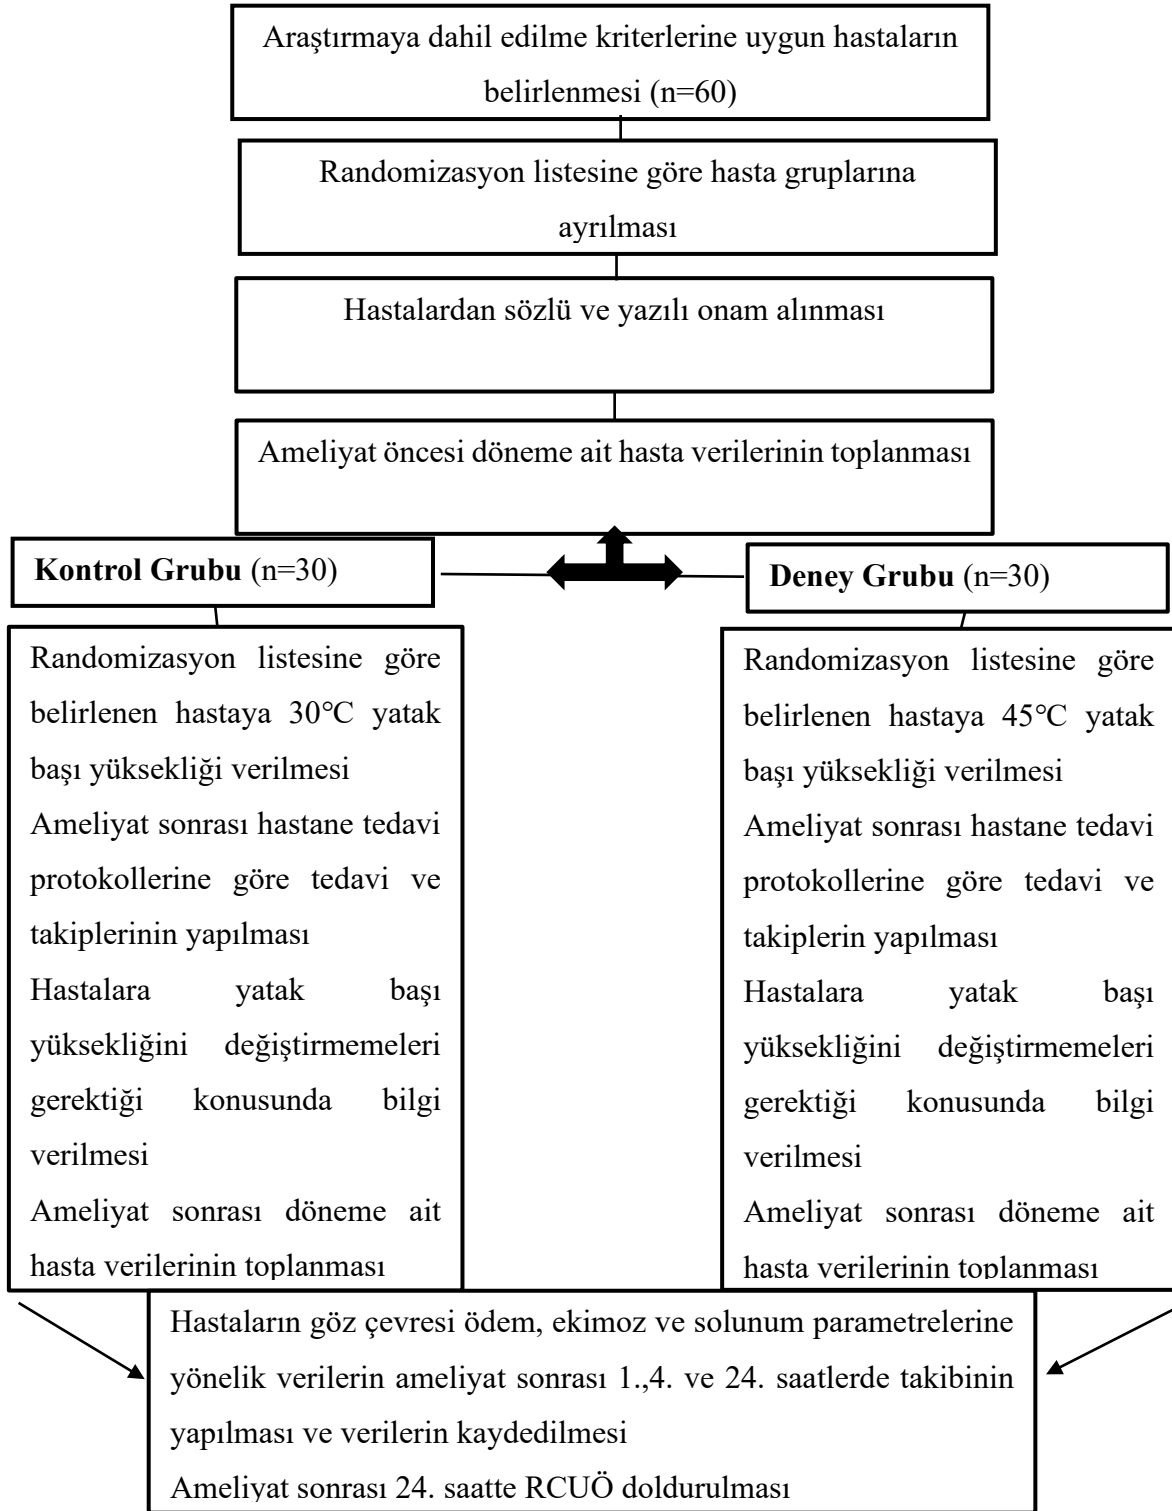 Araştırmaya dahil edilme kriterlerine uygun hastaların
belirlenmesi (n=60)
Randomizasyon listesine göre hasta gruplarına
ayrılması
Hastalardan sözlü ve yazılı onam alınması
Ameliyat öncesi döneme ait hasta verilerinin toplanması
Kontrol Grubu (n=30)
Randomizasyon listesine göre
belirlenen hastaya 30℃ yatak
başı yüksekliği verilmesi
Ameliyat sonrası hastane tedavi
protokollerine göre tedavi ve
takiplerinin yapılması
Hastalara yatak başı
yüksekliğini değiştirmemeleri
gerektiği konusunda bilgi
verilmesi
Ameliyat sonrası döneme ait
hasta verilerinin toplanması
Deney Grubu (n=30)
Randomizasyon listesine göre
belirlenen hastaya 45℃ yatak
başı yüksekliği verilmesi
Ameliyat sonrası hastane tedavi
protokollerine göre tedavi ve
takiplerin yapılması
Hastalara yatak başı
yüksekliğini değiştirmemeleri
gerektiği konusunda bilgi
verilmesi
Ameliyat sonrası döneme ait
hasta verilerinin toplanması
Hastaların göz çevresi ödem, ekimoz ve solunum parametrelerine
yönelik verilerin ameliyat sonrası 1.,4. ve 24. saatlerde takibinin
yapılması ve verilerin kaydedilmesi
Ameliyat sonrası 24. saatte RCUÖ doldurulması